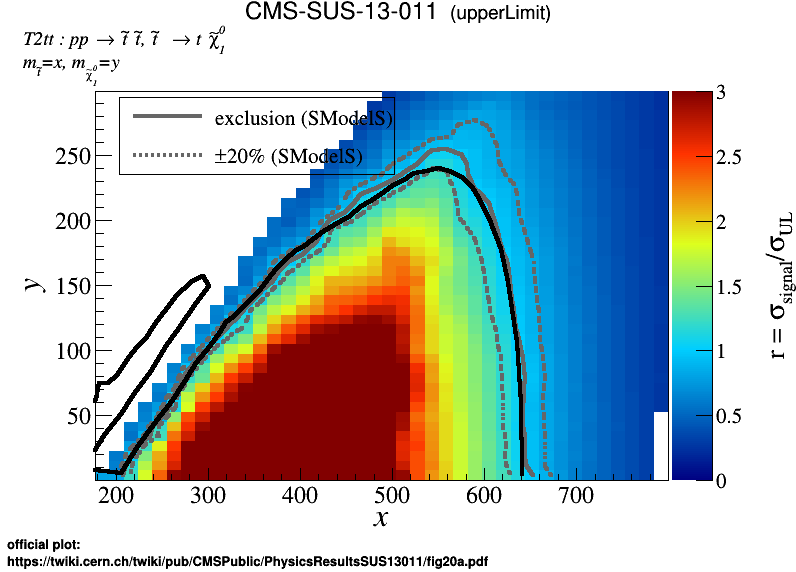 CMS-SUS-13-011 (upperLimit)
T2tt : pp → t̃ t̃, t̃ → t χ̃⁰₁
m_t̃=x, m_χ̃⁰₁=y
exclusion (SModelS)
±20% (SModelS)
250
200
150
100
50
y
200 300 400 500 600 700
x
3
2.5
2
1.5
1
0.5
0
r = σ_signal/σ_UL
official plot:
https://twiki.cern.ch/twiki/pub/CMSPublic/PhysicsResultsSUS13011/fig20a.pdf